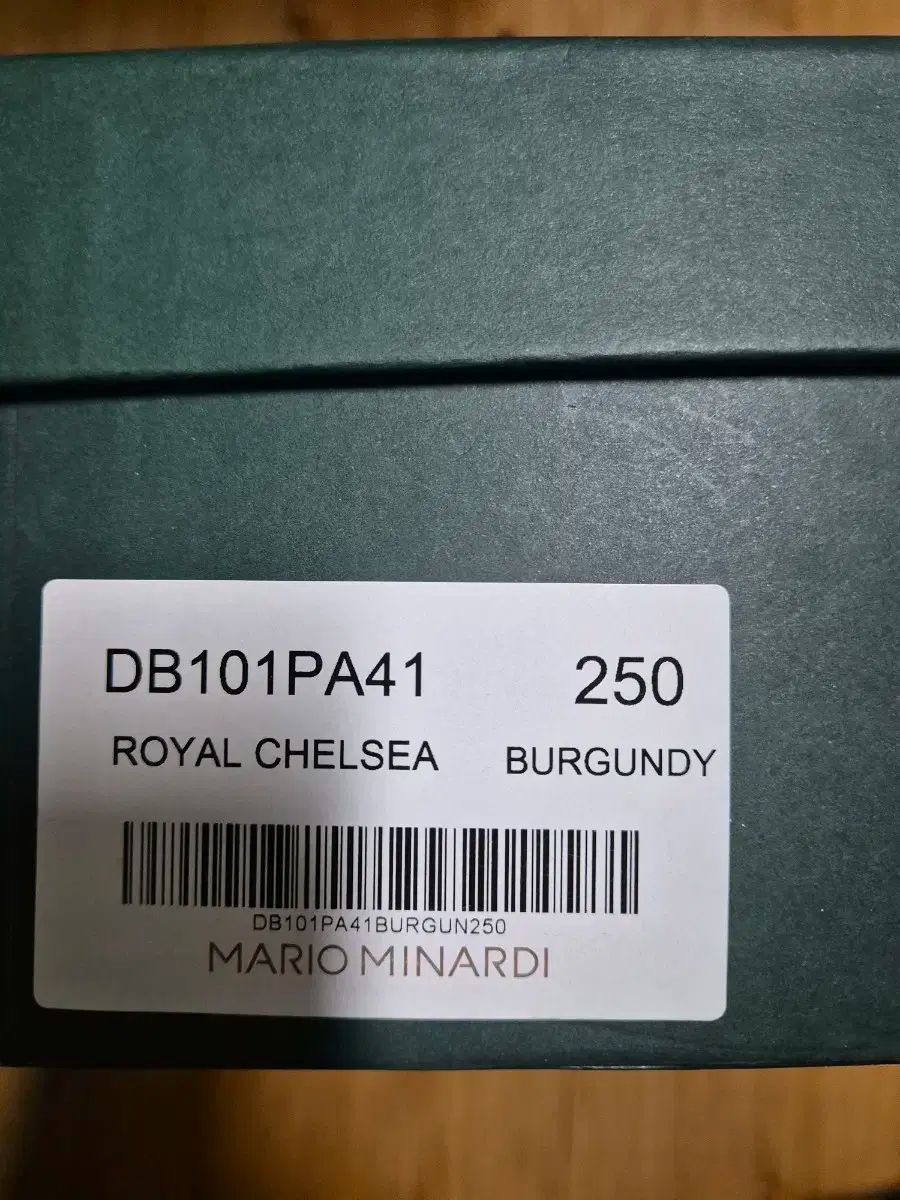 DB101PA41 250
ROYAL CHELSEA BURGUNDY
DB101PA41BURGUN250
MARIO MINARDI